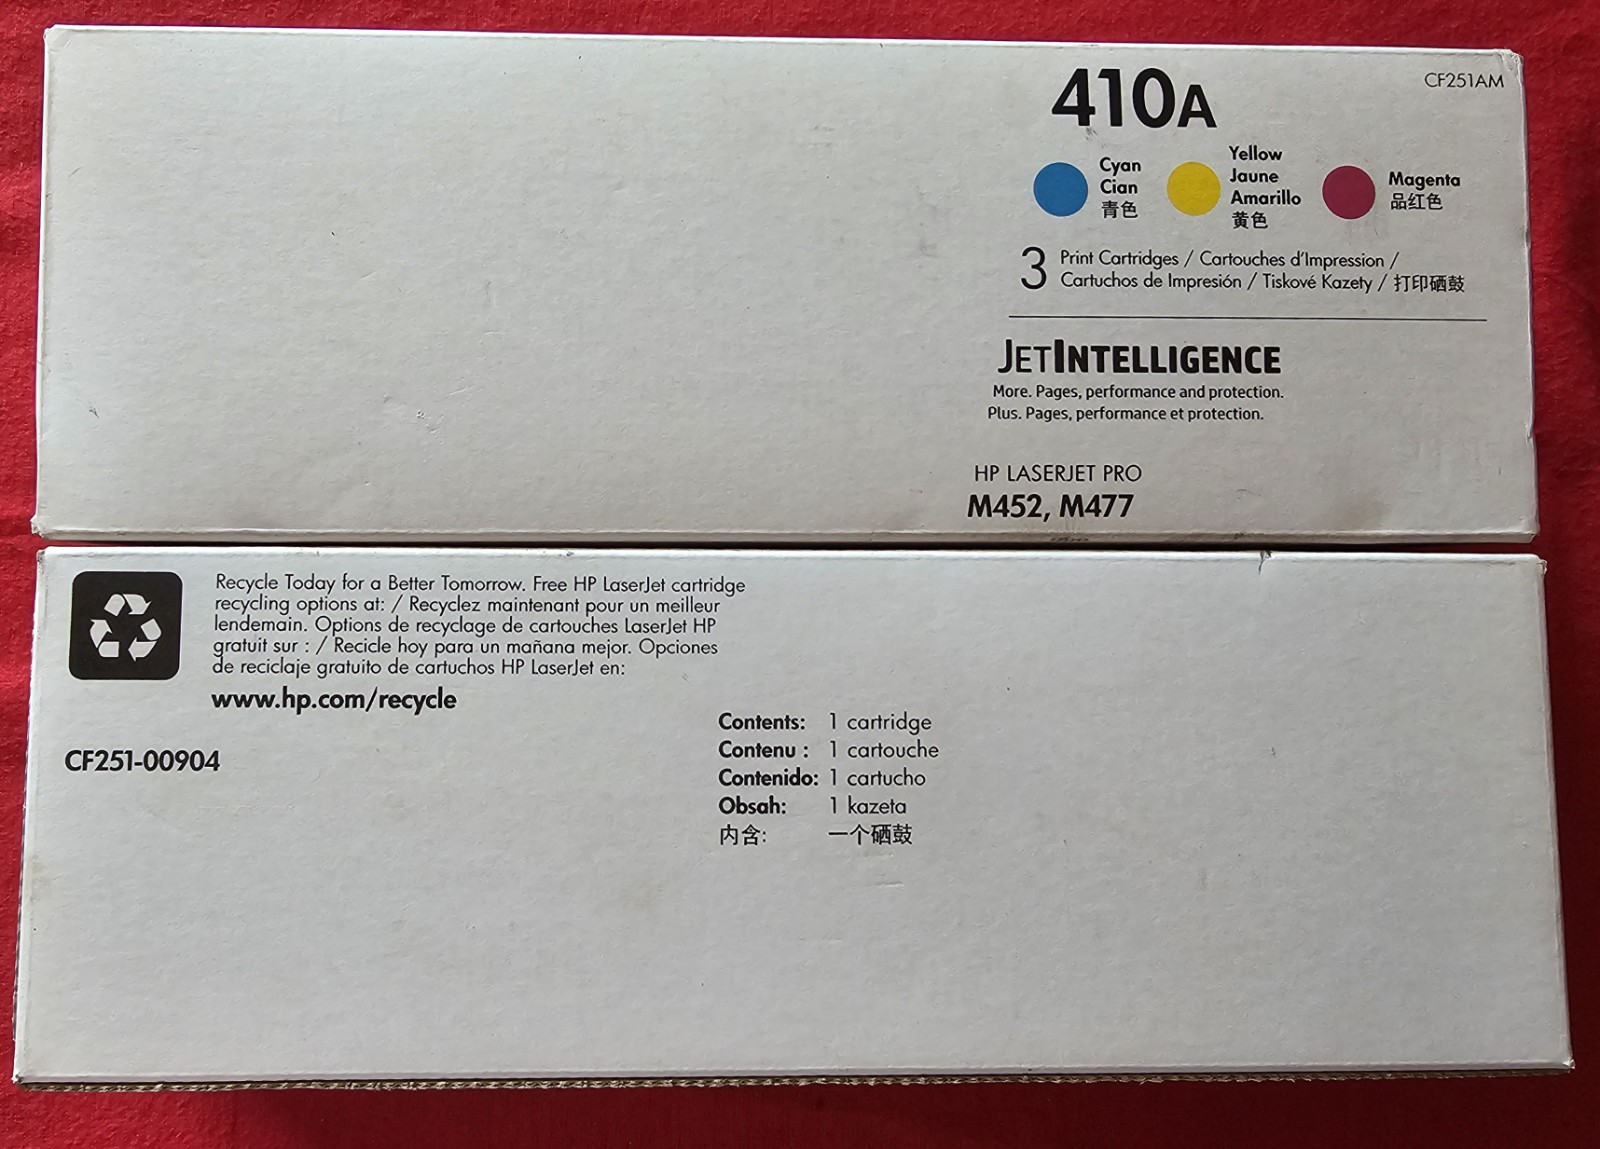 410A
CF251AM
Cyan
Cian
青色
Yellow
Jaune
Amarillo
黄色
Magenta
品红色
3 Print Cartridges / Cartouches d'Impression /
Cartuchos de Impresión / Tiskové Kazety / 打印硒鼓
JETINTELLIGENCE
More. Pages, performance and protection.
Plus. Pages, performance et protection.
HP LASERJET PRO
M452, M477
Recycle Today for a Better Tomorrow. Free HP LaserJet cartridge
recycling options at: / Recyclez maintenant pour un meilleur
lendemain. Options de recyclage de cartouches LaserJet HP
gratuit sur : / Recicle hoy para un mañana mejor. Opciones
de reciclaje gratuito de cartuchos HP LaserJet en:
www.hp.com/recycle
CF251-00904
Contents: 1 cartridge
Contenu : 1 cartouche
Contenido: 1 cartucho
Obsah: 1 kazeta
内含: 一个硒鼓